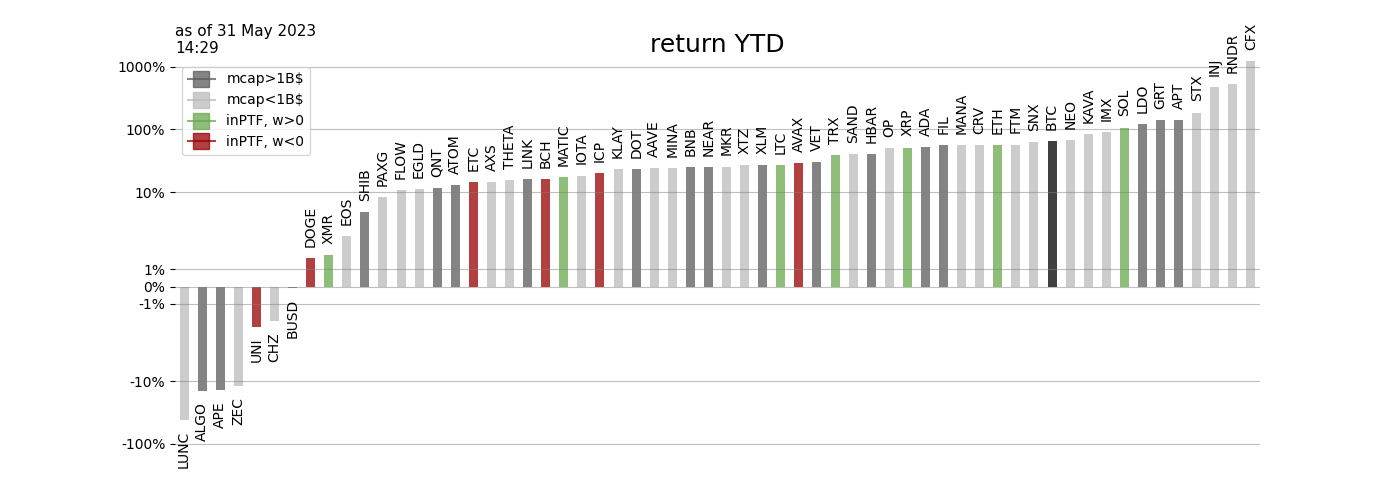 as of 31 May 2023
14:29
return YTD
mcap>1B$
mcap<1B$
inPTF, w>0
inPTF, w<0
1000%
100%
10%
1%
0%
-1%
-10%
-100%
LUNC
ALGO
APE
ZEC
UNI
CHZ
BUSD
DOGE
XMR
EOS
SHIB
PAXG
FLOW
EGLD
QNT
ATOM
ETC
AXS
THETA
LINK
BCH
MATIC
IOTA
ICP
KLAY
DOT
AAVE
MINA
BNB
NEAR
MKR
XTZ
XLM
LTC
AVAX
VET
TRX
SAND
HBAR
OP
XRP
ADA
FIL
MANA
CRV
ETH
FTM
SNX
BTC
NEO
KAVA
IMX
SOL
LDO
GRT
APT
STX
INJ
RNDR
CFX